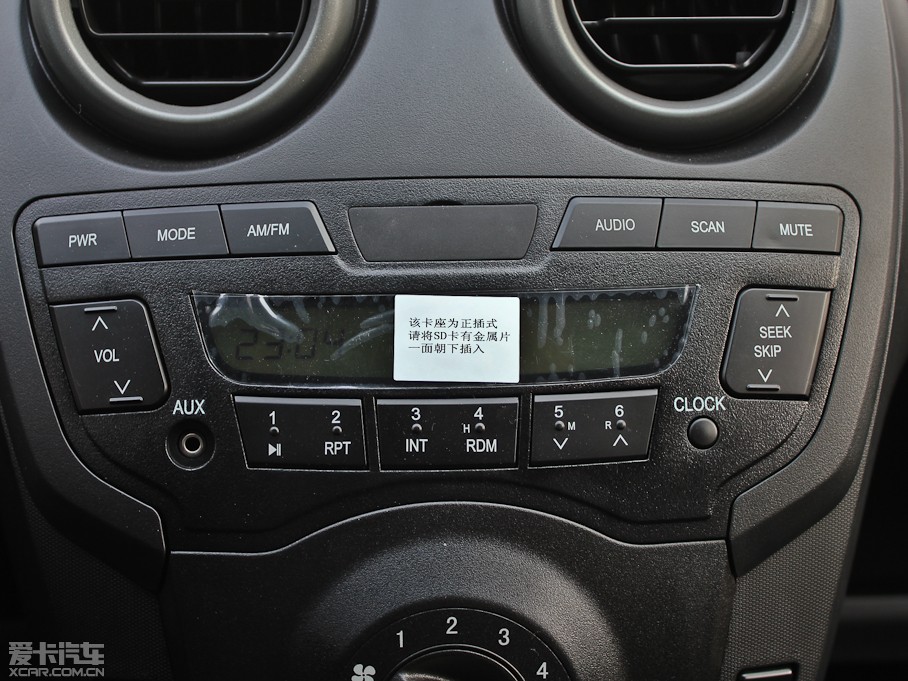 PWR
MODE
AM/FM
AUDIO
SCAN
MUTE
VOL
23:04
该卡座为正插式
请将SD卡有金属片
一面朝下插入
SEEK
SKIP
AUX
1
2
RPT
3
4
H
INT
RDM
5
M
6
R
CLOCK
1
2
3
4
爱卡汽车
XCAR.COM.CN